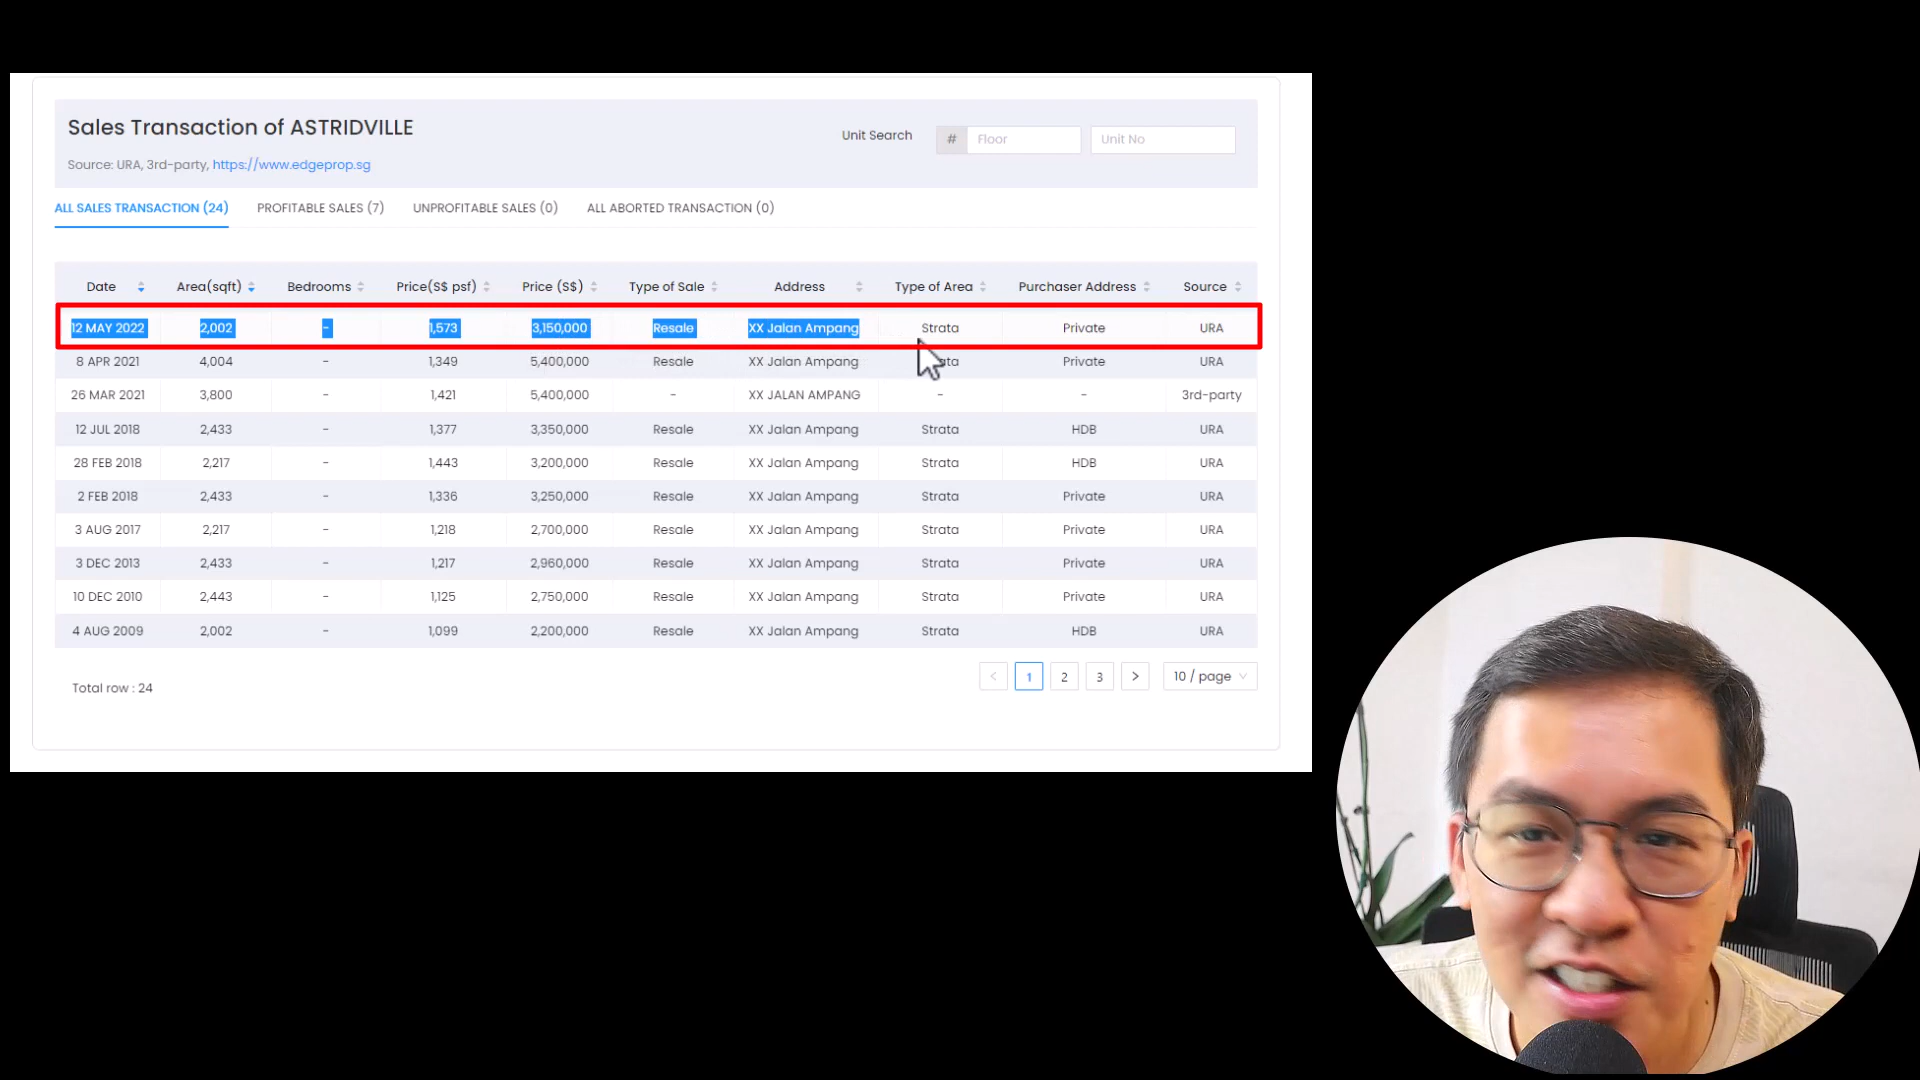 Sales Transaction of ASTRIDVILLE
Unit Search # Floor Unit No
Source: URA, 3rd-party, https://www.edgeprop.sg
ALL SALES TRANSACTION (24) PROFITABLE SALES (7) UNPROFITABLE SALES (0) ALL ABORTED TRANSACTION (0)
Date Area(sqft) Bedrooms Price(S$ psf) Price (S$) Type of Sale Address Type of Area Purchaser Address Source
12 MAY 2022 2,002 - 1,573 3,150,000 Resale XX Jalan Ampang Strata Private URA
8 APR 2021 4,004 - 1,349 5,400,000 Resale XX Jalan Ampang Private URA
26 MAR 2021 3,800 - 1,421 5,400,000 - XX JALAN AMPANG - - 3rd-party
12 JUL 2018 2,433 - 1,377 3,350,000 Resale XX Jalan Ampang Strata HDB URA
28 FEB 2018 2,217 - 1,443 3,200,000 Resale XX Jalan Ampang Strata HDB URA
2 FEB 2018 2,433 - 1,336 3,250,000 Resale XX Jalan Ampang Strata Private URA
3 AUG 2017 2,217 - 1,218 2,700,000 Resale XX Jalan Ampang Strata Private URA
3 DEC 2013 2,433 - 1,217 2,960,000 Resale XX Jalan Ampang Strata Private URA
10 DEC 2010 2,443 - 1,125 2,750,000 Resale XX Jalan Ampang Strata Private URA
4 AUG 2009 2,002 - 1,099 2,200,000 Resale XX Jalan Ampang Strata HDB URA
< 1 2 3 > 10 / page
Total row : 24